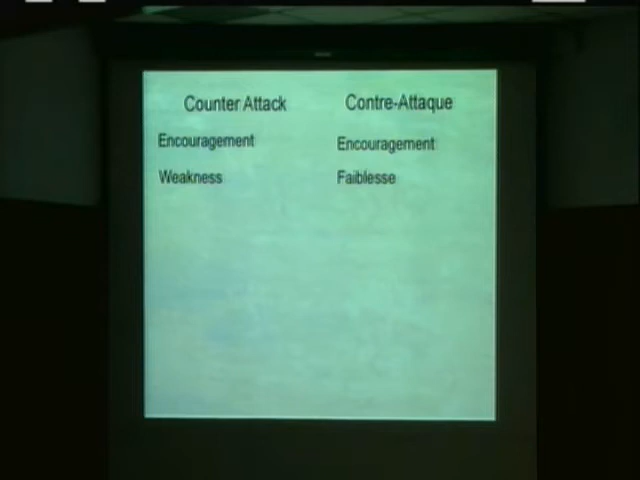 Counter Attack
Encouragement
Weakness
Contre-Attaque
Encouragement
Faiblesse